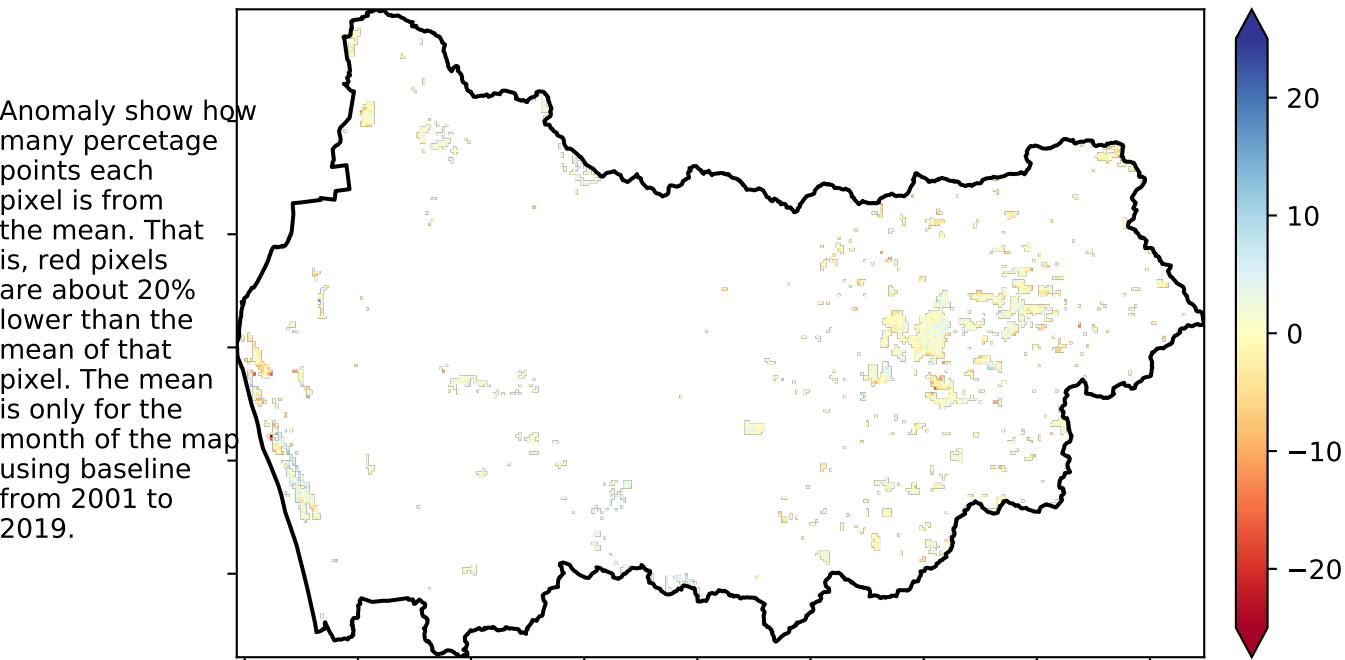 Anomaly show how
many percetage
points each
pixel is from
the mean. That
is, red pixels
are about 20%
lower than the
mean of that
pixel. The mean
is only for the
month of the map
using baseline
from 2001 to
2019.
20
10
0
−10
−20